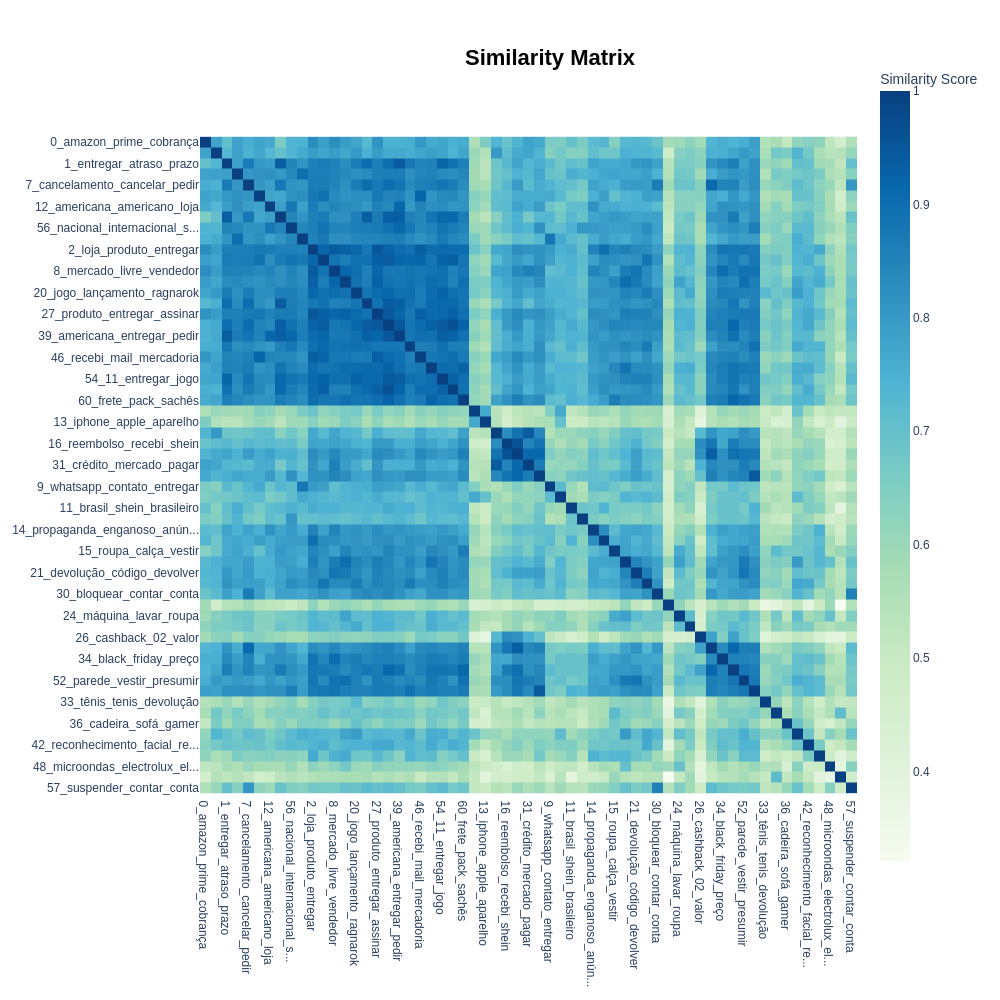 Similarity Matrix
Similarity Score
1
0.9
0.8
0.7
0.6
0.5
0.4
0_amazon_prime_cobrança
1_entregar_atraso_prazo
7_cancelamento_cancelar_pedir
12_americana_americano_loja
56_nacional_internacional_s...
2_loja_produto_entregar
8_mercado_livre_vendedor
20_jogo_lançamento_ragnarok
27_produto_entregar_assinar
39_americana_entregar_pedir
46_recebi_mail_mercadoria
54_11_entregar_jogo
60_frete_pack_sachês
13_iphone_apple_aparelho
16_reembolso_recebi_shein
31_crédito_mercado_pagar
9_whatsapp_contato_entregar
11_brasil_shein_brasileiro
14_propaganda_enganoso_anún...
15_roupa_calça_vestir
21_devolução_código_devolver
30_bloquear_contar_conta
24_máquina_lavar_roupa
26_cashback_02_valor
34_black_friday_preço
52_parede_vestir_presumir
33_tênis_tenis_devolução
36_cadeira_sofá_gamer
42_reconhecimento_facial_re...
48_microondas_electrolux_el...
57_suspender_contar_conta
0_amazon_prime_cobrança
1_entregar_atraso_prazo
7_cancelamento_cancelar_pedir
12_americana_americano_loja
56_nacional_internacional_s...
2_loja_produto_entregar
8_mercado_livre_vendedor
20_jogo_lançamento_ragnarok
27_produto_entregar_assinar
39_americana_entregar_pedir
46_recebi_mail_mercadoria
54_11_entregar_jogo
60_frete_pack_sachês
13_iphone_apple_aparelho
16_reembolso_recebi_shein
31_crédito_mercado_pagar
9_whatsapp_contato_entregar
11_brasil_shein_brasileiro
14_propaganda_enganoso_anún...
15_roupa_calça_vestir
21_devolução_código_devolver
30_bloquear_contar_conta
24_máquina_lavar_roupa
26_cashback_02_valor
34_black_friday_preço
52_parede_vestir_presumir
33_tênis_tenis_devolução
36_cadeira_sofá_gamer
42_reconhecimento_facial_re...
48_microondas_electrolux_el...
57_suspender_contar_conta